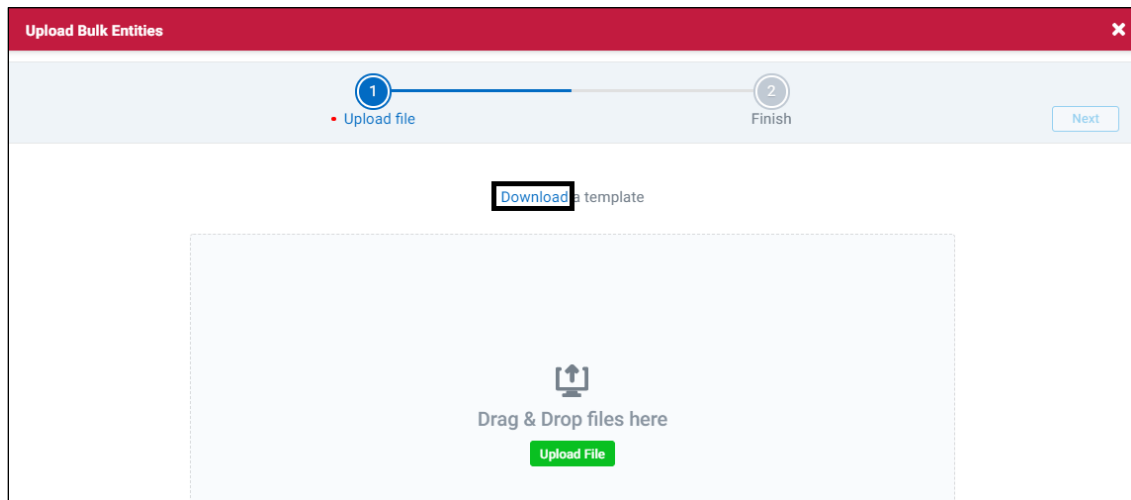 Upload Bulk Entities
1
2
Upload file
Finish
Next
Download a template
Drag & Drop files here
Upload File